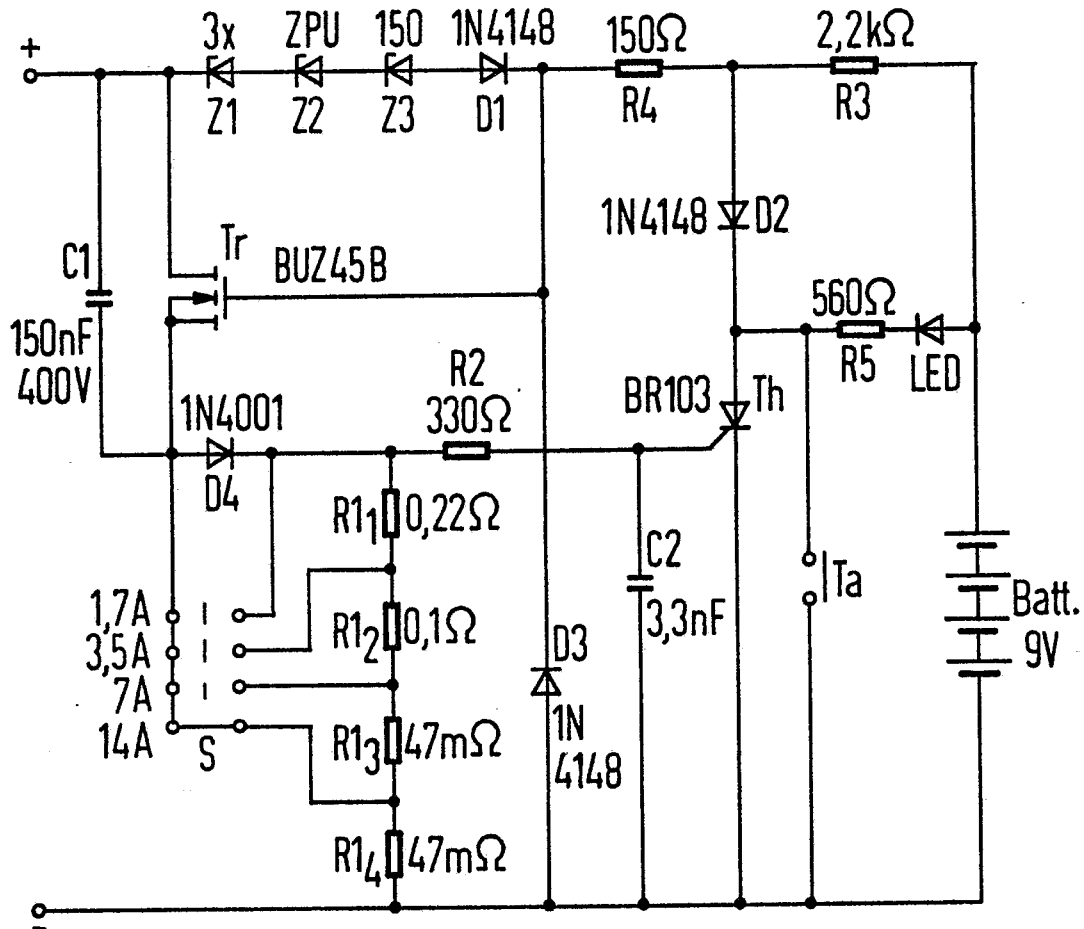 3x ZPU 150 1N4148 150Ω 2,2kΩ
+
Z1 Z2 Z3 D1 R4 R3
1N4148 D2
Tr
C1 BUZ45B
560Ω
150nF
400V
R5 LED
R2
BR103 Th
1N4001 330Ω
D4
R1₁ 0,22Ω
C2
Ta
1,7A
3,5A
7A
14A
S
R1₂ 0,1Ω
3,3nF
Batt.
9V
D3
1N
4148
R1₃ 47mΩ
R1₄ 47mΩ